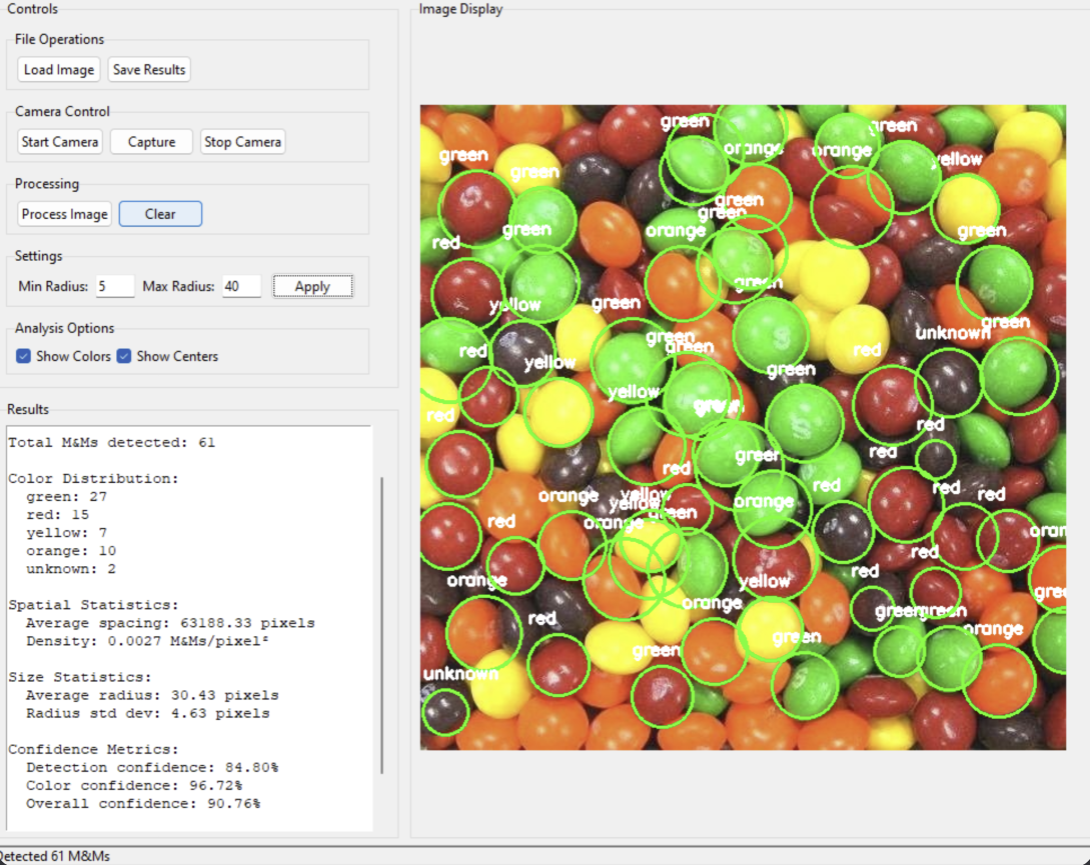 Controls
File Operations
Load Image Save Results
Camera Control
Start Camera Capture Stop Camera
Processing
Process Image Clear
Settings
Min Radius: 5 Max Radius: 40 Apply
Analysis Options
Show Colors Show Centers
Results
Total M&Ms detected: 61
Color Distribution:
green: 27
red: 15
yellow: 7
orange: 10
unknown: 2
Spatial Statistics:
Average spacing: 63188.33 pixels
Density: 0.0027 M&Ms/pixel²
Size Statistics:
Average radius: 30.43 pixels
Radius std dev: 4.63 pixels
Confidence Metrics:
Detection confidence: 84.80%
Color confidence: 96.72%
Overall confidence: 90.76%
Detected 61 M&Ms
Image Display
green green
orange orange
green yellow
green
green
green
green orange green
red
green
yellow green
unknown green
green
red green red
yellow green
yellow
red
red
green red
red
orange yellow orange red red red
yellow
red orange green
red
orange yellow red
orange green green
red orange
green green
unknown